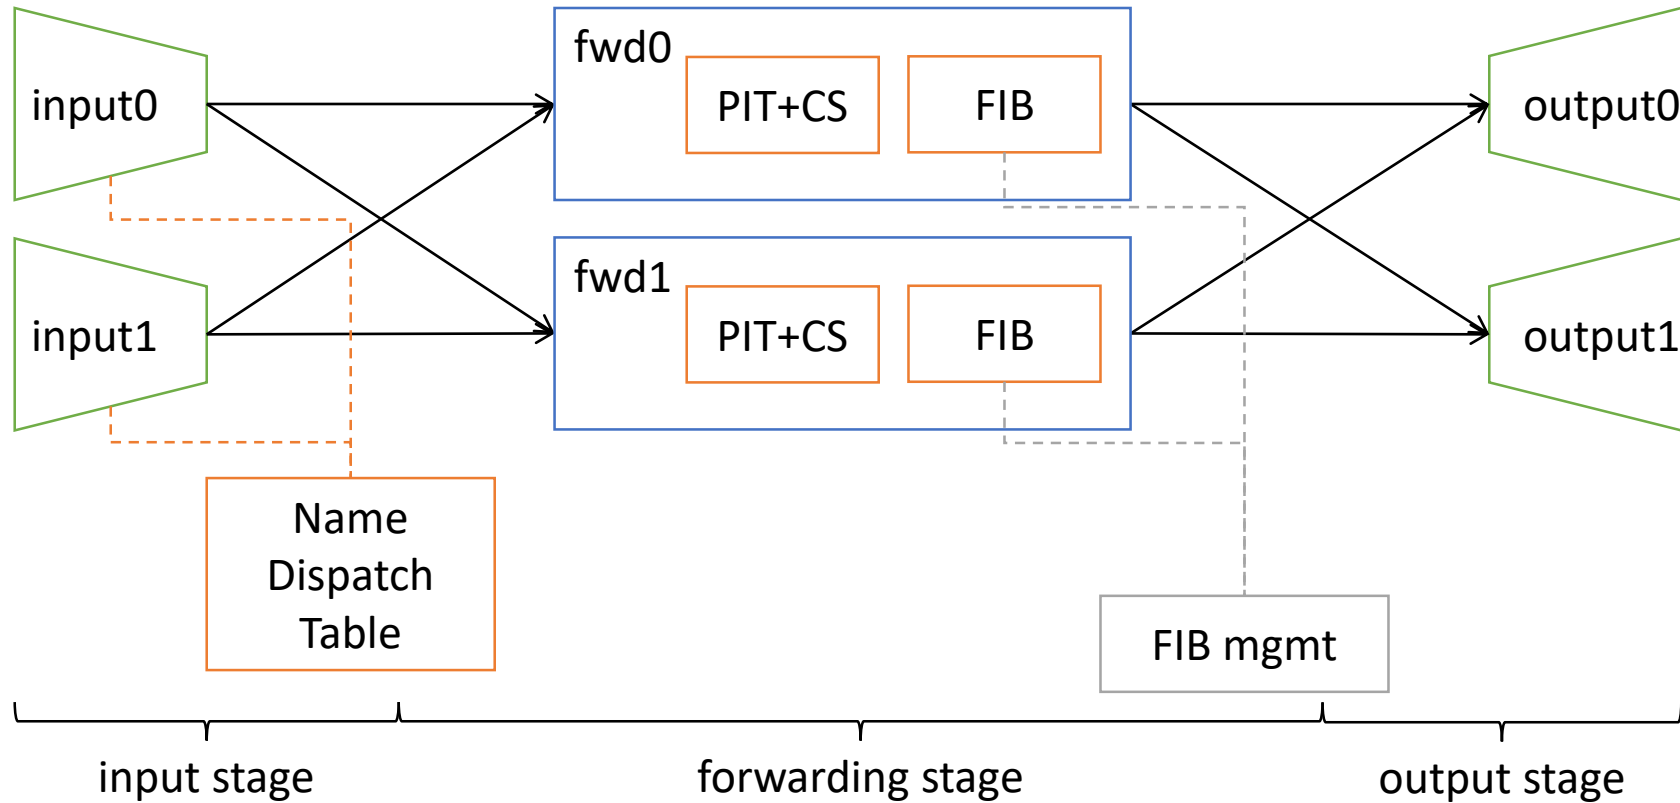 input0
fwd0
PIT+CS
FIB
output0
input1
fwd1
PIT+CS
FIB
output1
Name
Dispatch
Table
FIB mgmt
input stage
forwarding stage
output stage